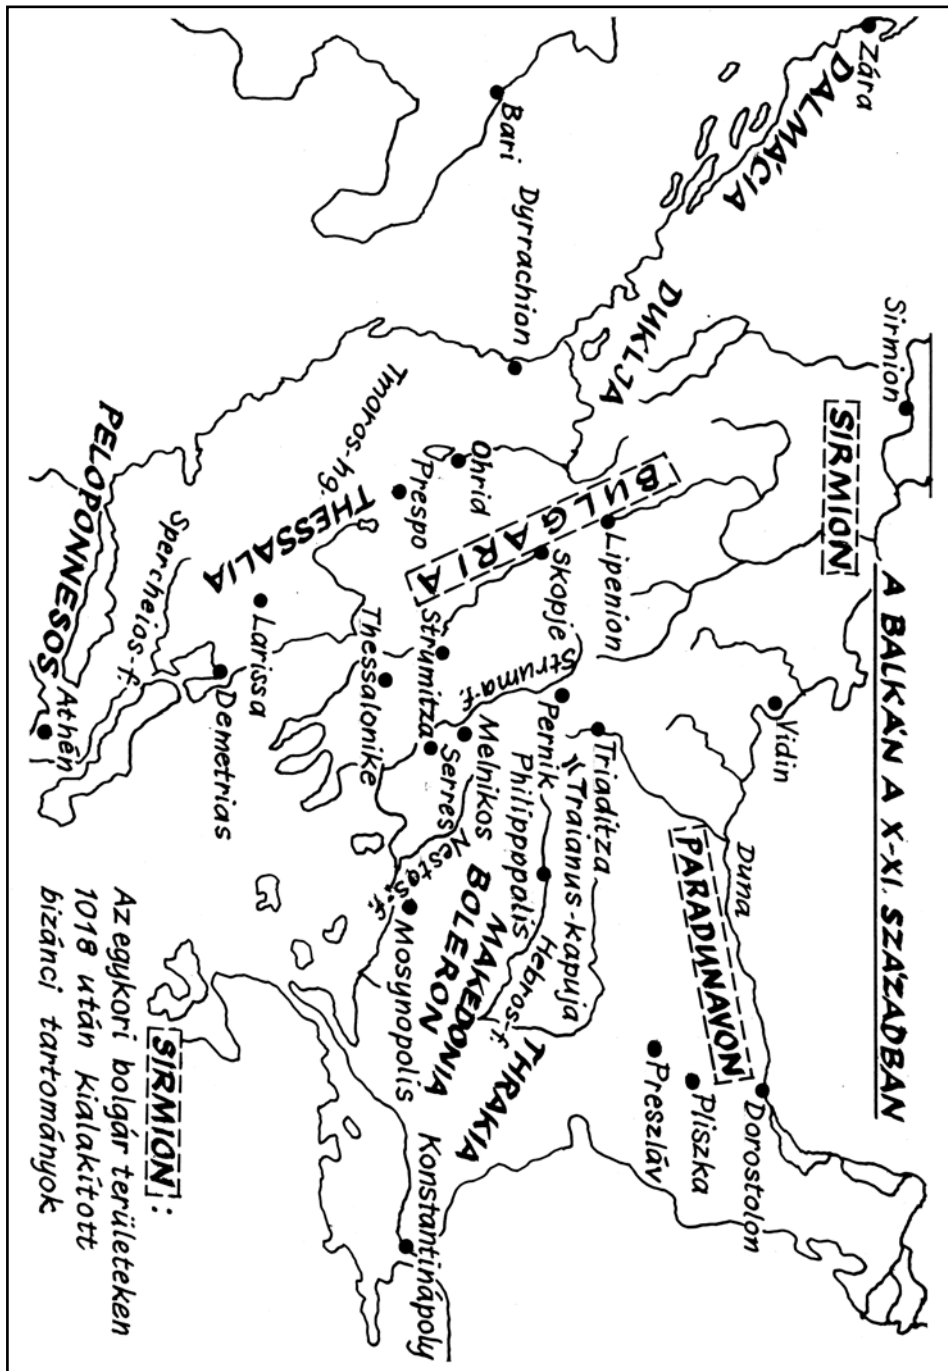 A BALKÁN A X-XI. SZÁZADBAN
Zára
DALMÁCIA
Sirmion
SIRMION
Vidin
Duna
PARADUNAVON
Dorostolon
Pliszka
Preszláv
DUKLJA
Lipenion
BULGARIA
Skopje
Struma-f.
Pernik
Triaditza
Traianus-kapuja
Philipppolis
Hebros-f.
THRAKIA
MAKEDONIA
BOLERON
Melnikos
Nestos-f.
Serres
Strumitza
Mosynopolis
Konstantinápoly
Bari
Dyrrachion
Ohrid
Prespo
Tmoros-hg.
THESSALIA
Thessalonike
Larissa
Demetrias
Spercheios-f.
PELOPONNESOS
Athén
SIRMION :
Az egykori bolgár területeken
1018 után kialakított
bizánci tartományok